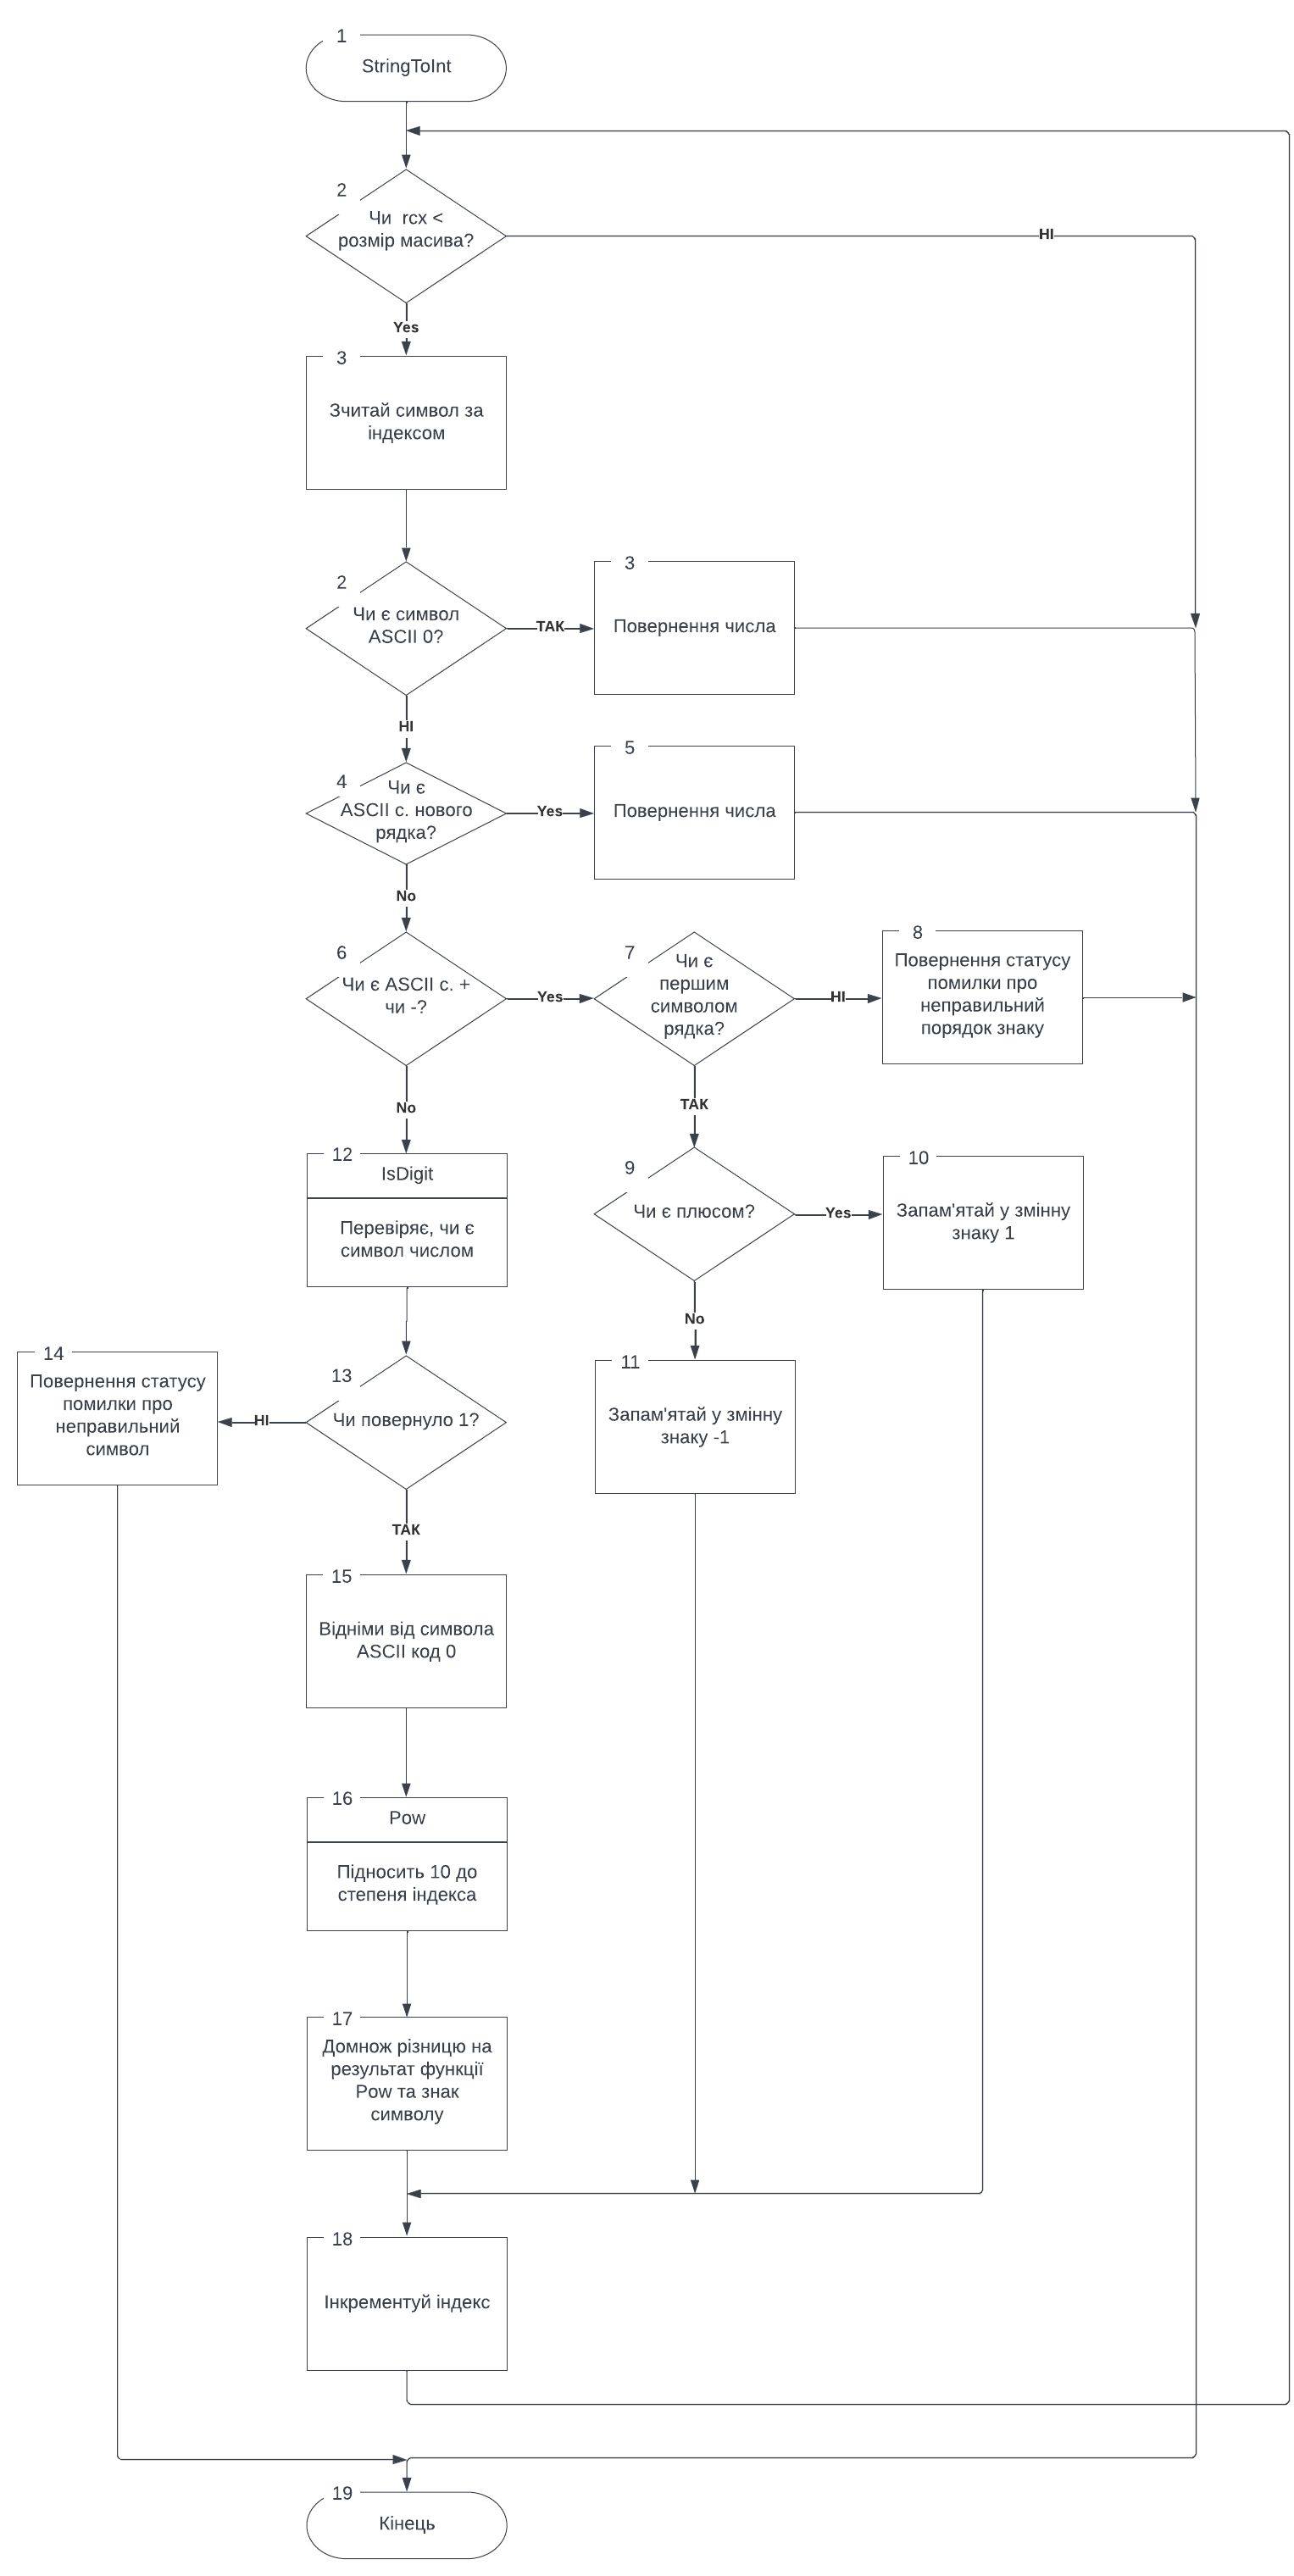 1
StringToInt
2
Чи rcx <
розмір масива?
НІ
Yes
3
Зчитай символ за
індексом
2
Чи є символ
ASCII 0?
ТАК
3
Повернення числа
НІ
4
Чи є
ASCII с. нового
рядка?
Yes
5
Повернення числа
No
6
Чи є ASCII с. +
чи -?
Yes
7
Чи є
першим
символом
рядка?
НІ
8
Повернення статусу
помилки про
неправильний
порядок знаку
ТАК
No
9
Чи є плюсом?
Yes
10
Запам'ятай у змінну
знаку 1
No
11
Запам'ятай у змінну
знаку -1
12
IsDigit
Перевіряє, чи є
символ числом
13
Чи повернуло 1?
НІ
14
Повернення статусу
помилки про
неправильний
символ
ТАК
15
Відніми від символа
ASCII код 0
16
Pow
Підносить 10 до
степеня індекса
17
Домнож різницю на
результат функції
Pow та знак
символу
18
Інкрементуй індекс
19
Кінець